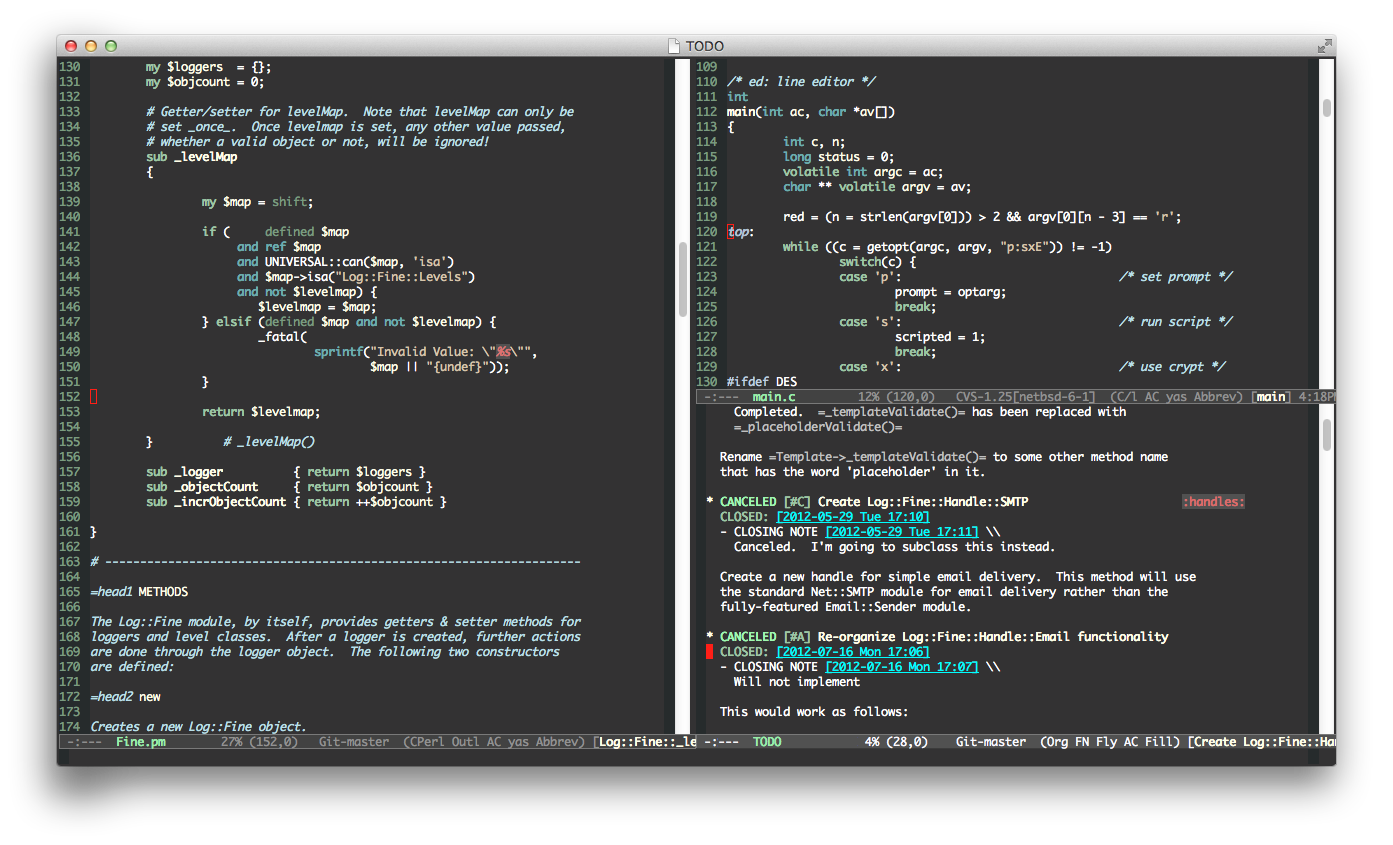 TODO
130         my $loggers  = {};
131         my $objcount = 0;
132
133         # Getter/setter for levelMap.  Note that levelMap can only be
134         # set _once_.  Once levelmap is set, any other value passed,
135         # whether a valid object or not, will be ignored!
136         sub _levelMap
137         {
138
139                 my $map = shift;
140
141                 if (     defined $map
142                      and ref $map
143                      and UNIVERSAL::can($map, 'isa')
144                      and $map->isa("Log::Fine::Levels")
145                      and not $levelmap) {
146                         $levelmap = $map;
147                 } elsif (defined $map and not $levelmap) {
148                         _fatal(
149                                 sprintf("Invalid Value: \"%s\"",
150                                         $map || "{undef}"));
151                 }
152
153                 return $levelmap;
154
155         }          # _levelMap()
156
157         sub _logger          { return $loggers }
158         sub _objectCount     { return $objcount }
159         sub _incrObjectCount { return ++$objcount }
160
161 }
162
163 # --------------------------------------------------------------------
164
165 =head1 METHODS
166
167 The Log::Fine module, by itself, provides getters & setter methods for
168 loggers and level classes.  After a logger is created, further actions
169 are done through the logger object.  The following two constructors
170 are defined:
171
172 =head2 new
173
174 Creates a new Log::Fine object.
-:---  Fine.pm        27% (152,0)   Git-master  (CPerl Outl AC yas Abbrev) [Log::Fine::_le
109
110 /* ed: line editor */
111 int
112 main(int ac, char *av[])
113 {
114         int c, n;
115         long status = 0;
116         volatile int argc = ac;
117         char ** volatile argv = av;
118
119         red = (n = strlen(argv[0])) > 2 && argv[0][n - 3] == 'r';
120 top:
121         while ((c = getopt(argc, argv, "p:sxE")) != -1)
122                 switch(c) {
123                 case 'p':                               /* set prompt */
124                         prompt = optarg;
125                         break;
126                 case 's':                               /* run script */
127                         scripted = 1;
128                         break;
129                 case 'x':                               /* use crypt */
130 #ifdef DES
-:---  main.c         12% (120,0)   CVS-1.25[netbsd-6-1]  (C/l AC yas Abbrev) [main] 4:18PM
Completed.  =_templateValidate()= has been replaced with
=_placeholderValidate()=

Rename =Template->_templateValidate()= to some other method name
that has the word 'placeholder' in it.

* CANCELED [#C] Create Log::Fine::Handle::SMTP                      :handles:
CLOSED: [2012-05-29 Tue 17:10]
- CLOSING NOTE [2012-05-29 Tue 17:11] \\
Canceled.  I'm going to subclass this instead.

Create a new handle for simple email delivery.  This method will use
the standard Net::SMTP module for email delivery rather than the
fully-featured Email::Sender module.

* CANCELED [#A] Re-organize Log::Fine::Handle::Email functionality
CLOSED: [2012-07-16 Mon 17:06]
- CLOSING NOTE [2012-07-16 Mon 17:07] \\
Will not implement

This would work as follows:
-:---  TODO            4% (28,0)    Git-master  (Org FN Fly AC Fill) [Create Log::Fine::Ha